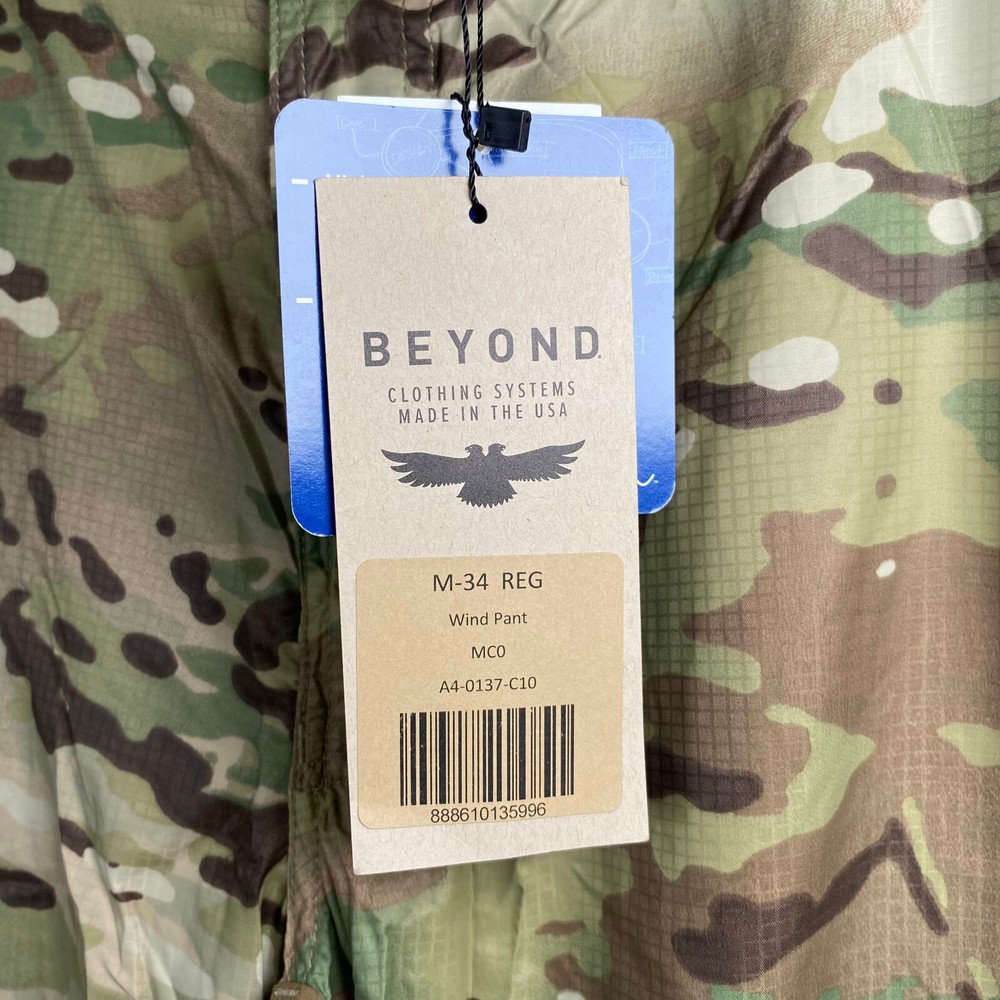 BEYOND
CLOTHING SYSTEMS
MADE IN THE USA
M-34 REG
Wind Pant
MC0
A4-0137-C10
888610135996